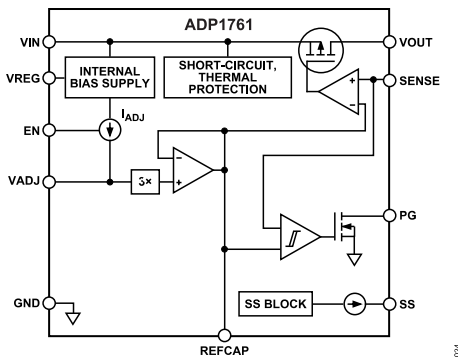 ADP1761
VIN
VOUT
VREG
INTERNAL
BIAS SUPPLY
SHORT-CIRCUIT,
THERMAL
PROTECTION
SENSE
+
−
IADJ
EN
VADJ
3×
−
+
PG
GND
SS BLOCK
SS
REFCAP